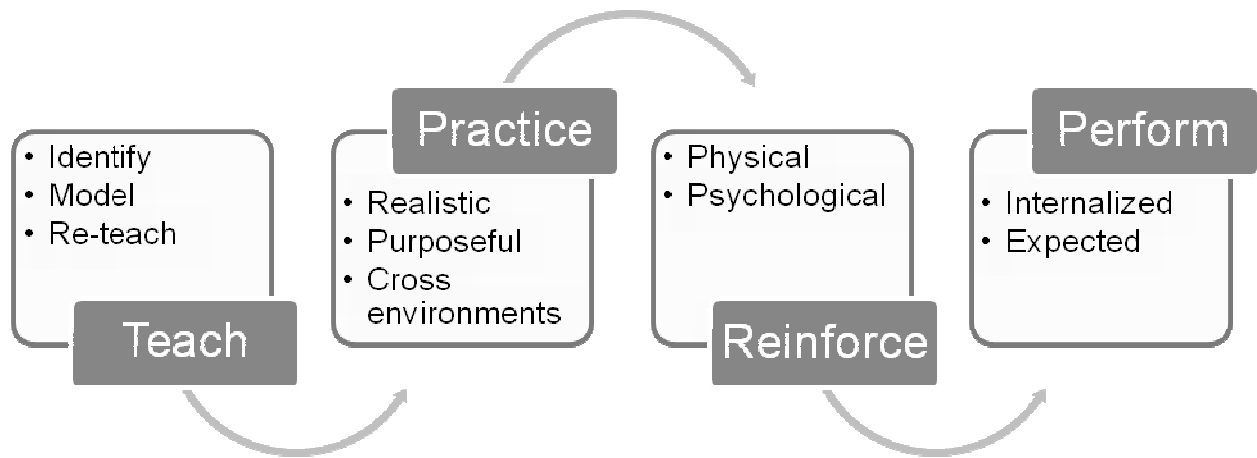 • Identify
• Model
• Re-teach
Teach
Practice
• Realistic
• Purposeful
• Cross
environments
• Physical
• Psychological
Reinforce
Perform
• Internalized
• Expected